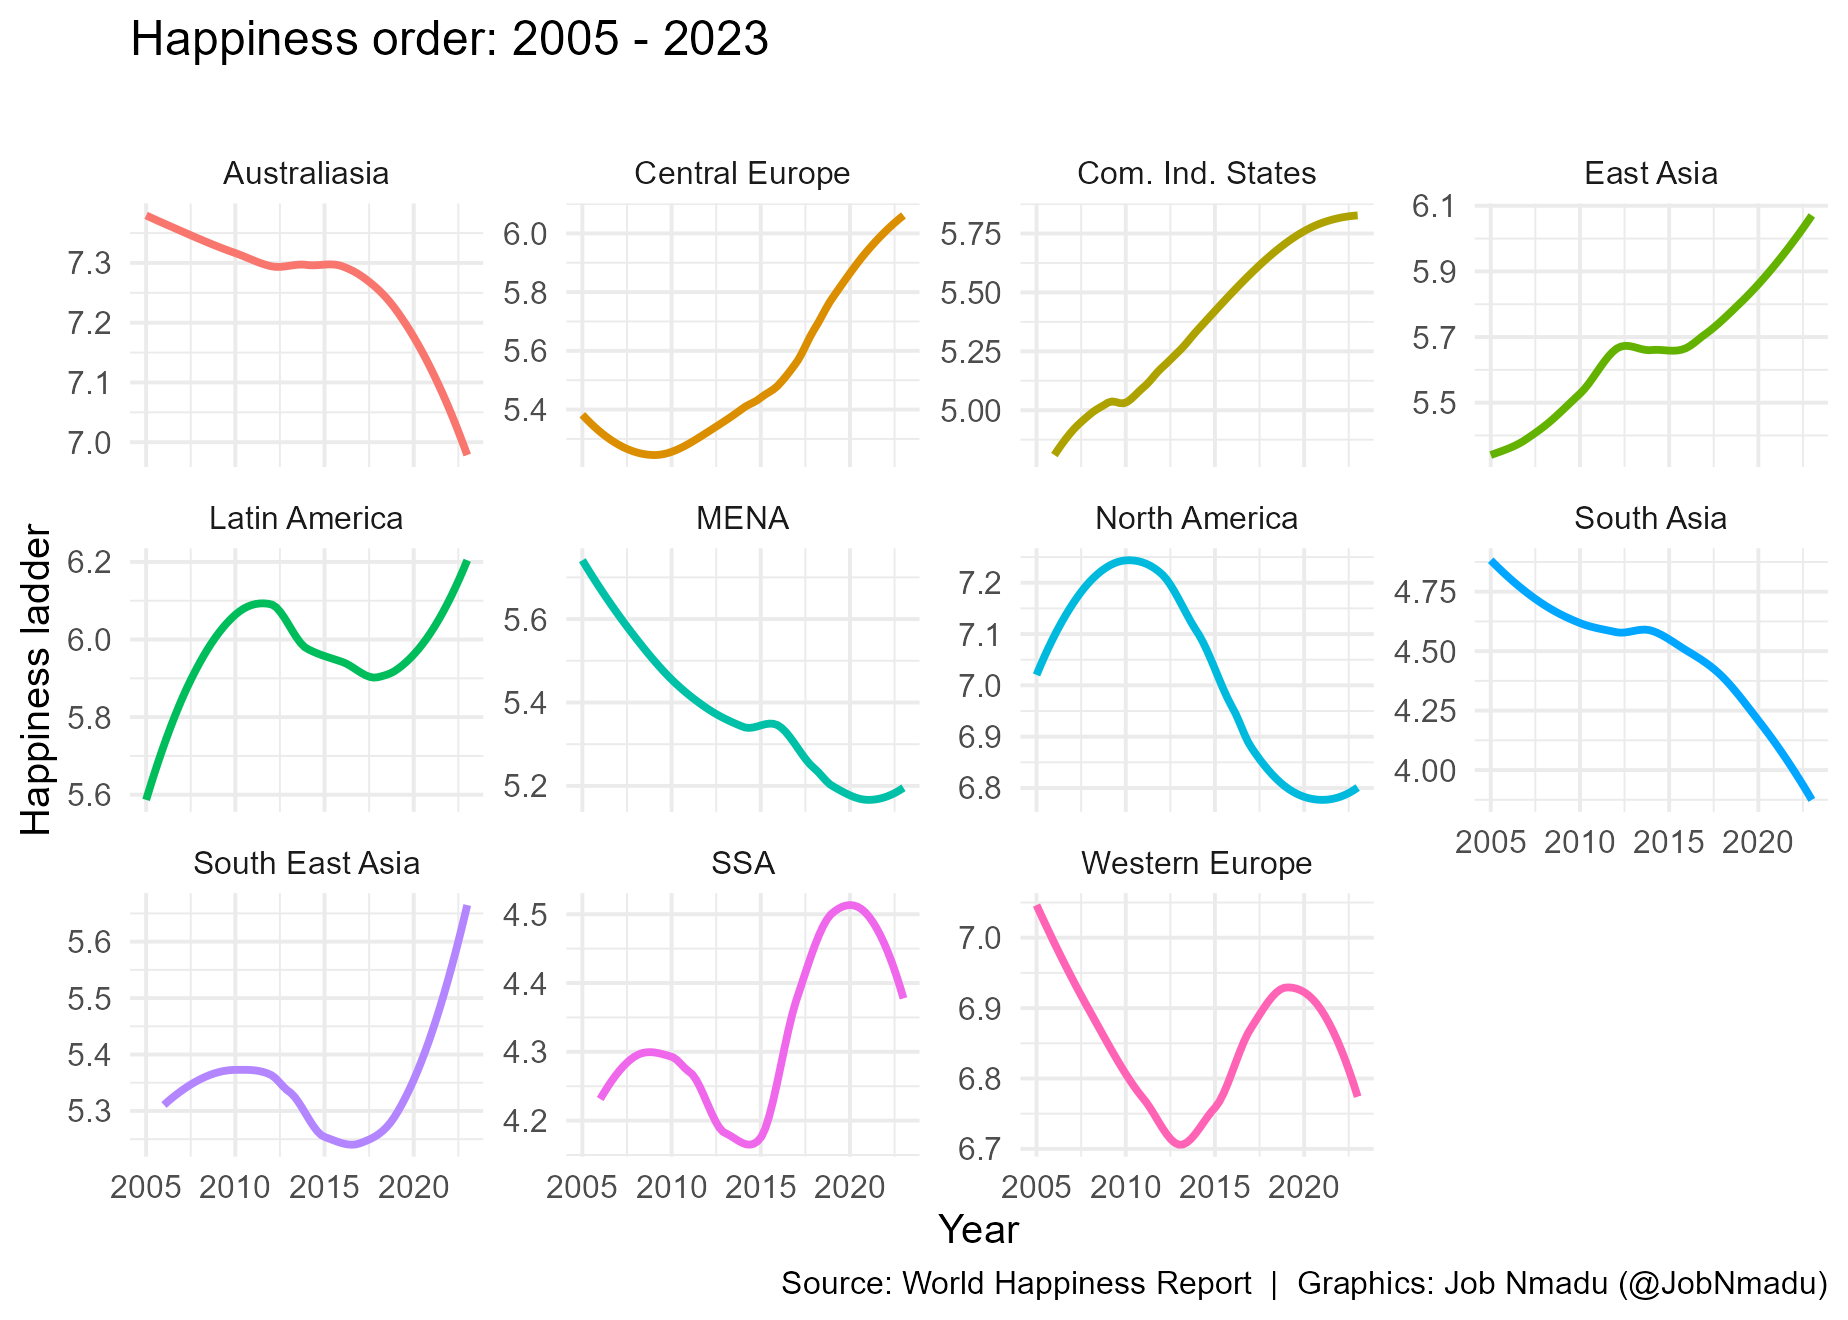 Happiness order: 2005 - 2023
Australiasia
Central Europe
Com. Ind. States
East Asia
7.3
7.2
7.1
7.0
6.0
5.8
5.6
5.4
5.75
5.50
5.25
5.00
6.1
5.9
5.7
5.5
Happiness ladder
Latin America
MENA
North America
South Asia
6.2
6.0
5.8
5.6
5.6
5.4
5.2
7.2
7.1
7.0
6.9
6.8
4.75
4.50
4.25
4.00
2005 2010 2015 2020
South East Asia
SSA
Western Europe
5.6
5.5
5.4
5.3
4.5
4.4
4.3
4.2
7.0
6.9
6.8
6.7
2005 2010 2015 2020
2005 2010 2015 2020
2005 2010 2015 2020
Year
Source: World Happiness Report | Graphics: Job Nmadu (@JobNmadu)